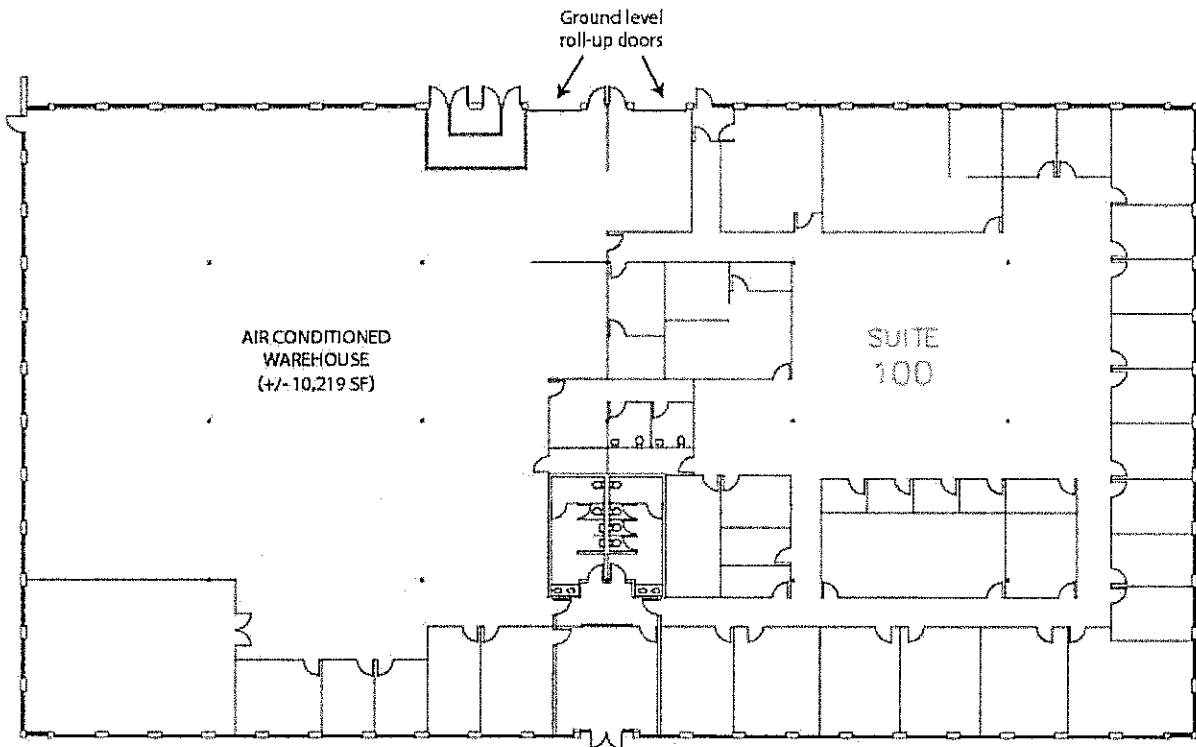 Ground level
roll-up doors
AIR CONDITIONED
WAREHOUSE
(+/- 10,219 SF)
SUITE
100